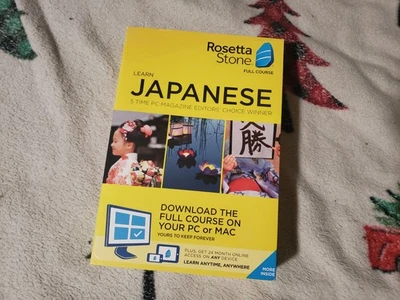 Rosetta
Stone
FULL COURSE
LEARN
JAPANESE
5 TIME PC MAGAZINE EDITORS' CHOICE WINNER
勝
DOWNLOAD THE
FULL COURSE ON
YOUR PC or MAC
YOURS TO KEEP FOREVER
PLUS, GET 24 MONTH ONLINE
ACCESS ON ANY DEVICE
LEARN ANYTIME, ANYWHERE
MORE
INSIDE